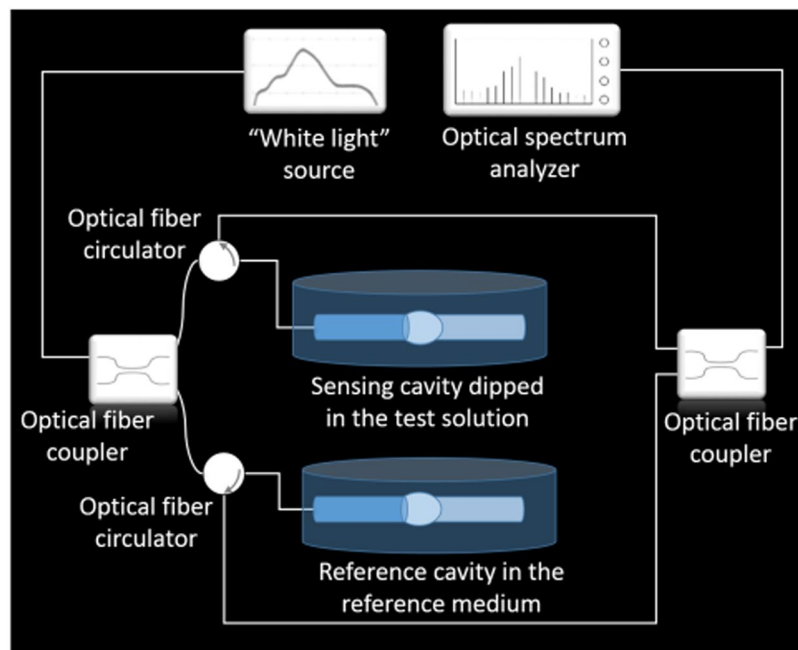 “White light”
source
Optical spectrum
analyzer
Optical fiber
circulator
Sensing cavity dipped
in the test solution
Optical fiber
coupler
Optical fiber
coupler
Optical fiber
circulator
Reference cavity in the
reference medium